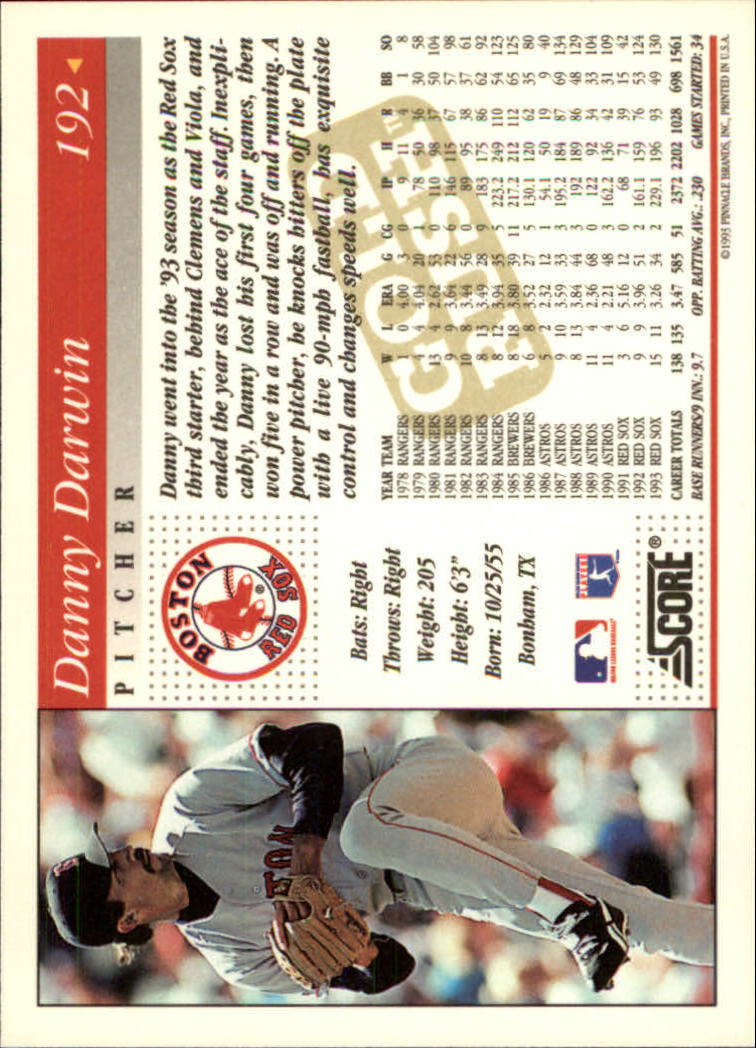 Danny Darwin 192
PITCHER
BOSTON
RED SOX
®
Bats: Right
Throws: Right
Weight: 205
Height: 6'3"
Born: 10/25/55
Bonham, TX
MAJOR LEAGUE BASEBALL
PLAYERS
SCORE®
Danny went into the '93 season as the Red Sox
third starter, behind Clemens and Viola, and
ended the year as the ace of the staff. Inexpli-
cably, Danny lost his first four games, then
won five in a row and was off and running. A
power pitcher, he knocks hitters off the plate
with a live 90-mph fastball, has exquisite
control and changes speeds well.
GOLD
RUSH
TM
YEAR TEAM W L ERA G CG IP H R BB SO
1978 RANGERS 1 0 4.00 3 0 9 11 4 1 8
1979 RANGERS 4 4 4.04 20 1 78 50 36 30 58
1980 RANGERS 13 4 2.62 53 0 110 98 37 50 104
1981 RANGERS 9 9 3.64 22 6 146 115 67 57 98
1982 RANGERS 10 8 3.44 56 0 89 95 38 37 61
1983 RANGERS 8 13 3.49 28 9 183 175 86 62 92
1984 RANGERS 8 12 3.94 35 5 223.2 249 110 54 123
1985 BREWERS 8 18 3.80 39 11 217.2 212 112 65 125
1986 BREWERS 6 8 3.52 27 5 130.1 120 62 35 80
1986 ASTROS 5 2 2.32 12 1 54.1 50 19 9 40
1987 ASTROS 9 10 3.59 33 3 195.2 184 87 69 134
1988 ASTROS 8 13 3.84 44 3 192 189 86 48 129
1989 ASTROS 11 4 2.36 68 0 122 92 34 33 104
1990 ASTROS 11 4 2.21 48 3 162.2 136 42 31 109
1991 RED SOX 3 6 5.16 12 0 68 71 39 15 42
1992 RED SOX 9 9 3.96 51 2 161.1 159 76 53 124
1993 RED SOX 15 11 3.26 34 2 229.1 196 93 49 130
CAREER TOTALS 138 135 3.47 585 51 2372 2202 1028 698 1561
BASE RUNNERS/9 INN.: 9.7 OPP. BATTING AVG.: .230 GAMES STARTED: 34
©1993 PINNACLE BRANDS, INC., PRINTED IN U.S.A.